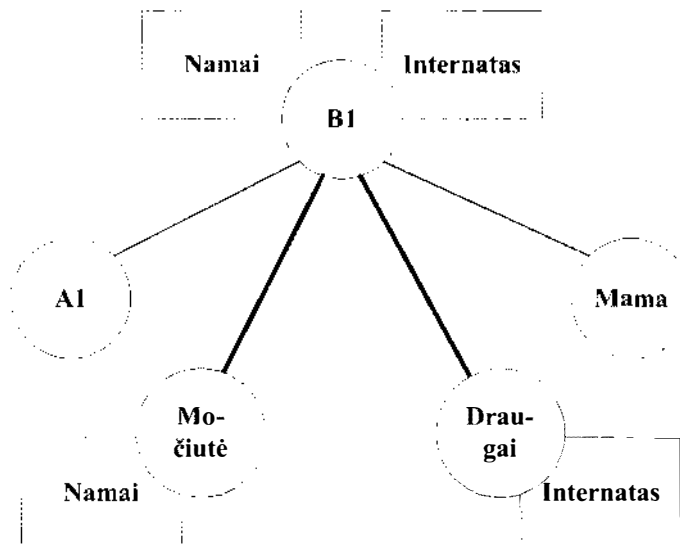 Namai
Internatas
B1
A1
Mama
Mo-
čiutė
Drau-
gai
Namai
Internatas